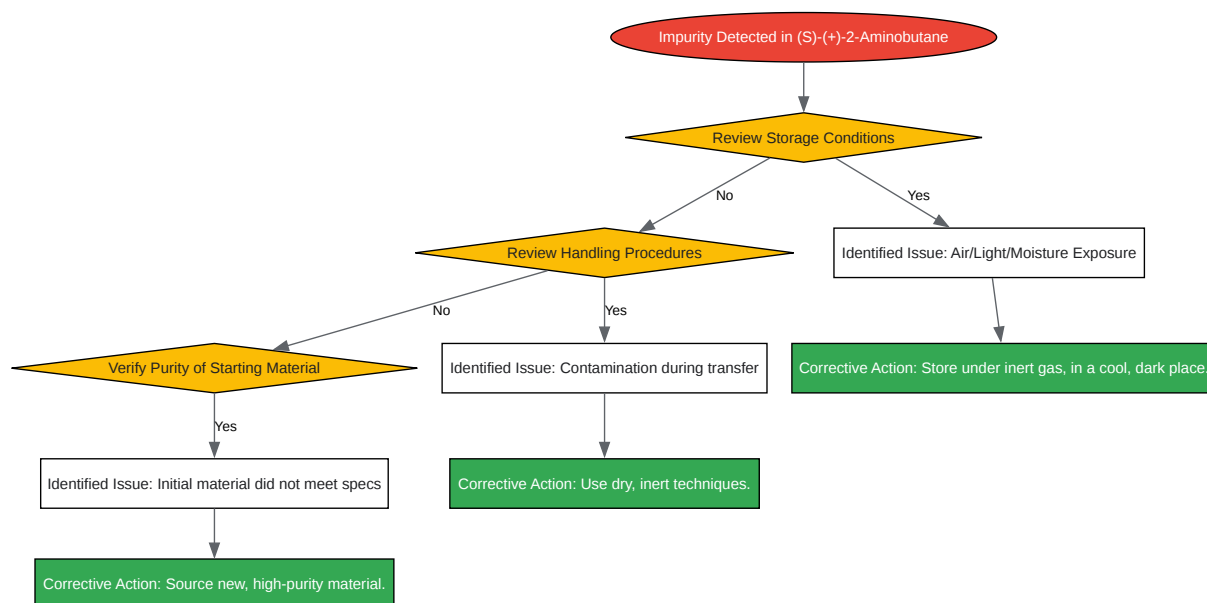 Impurity Detected in (S)-(+)-2-Aminobutane
Review Storage Conditions
No
Yes
Review Handling Procedures
Identified Issue: Air/Light/Moisture Exposure
No
Yes
Verify Purity of Starting Material
Identified Issue: Contamination during transfer
Corrective Action: Store under inert gas, in a cool, dark place.
Yes
Identified Issue: Initial material did not meet specs
Corrective Action: Use dry, inert techniques.
Corrective Action: Source new, high-purity material.